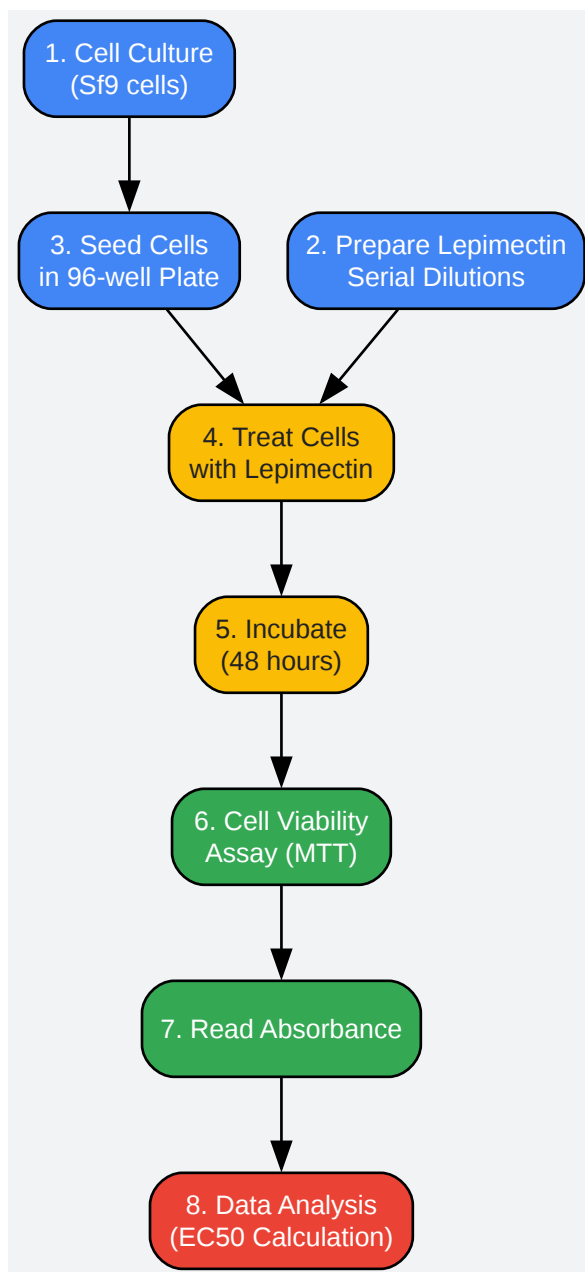 1. Cell Culture
(Sf9 cells)
3. Seed Cells
in 96-well Plate
2. Prepare Lepimectin
Serial Dilutions
4. Treat Cells
with Lepimectin
5. Incubate
(48 hours)
6. Cell Viability
Assay (MTT)
7. Read Absorbance
8. Data Analysis
(EC50 Calculation)